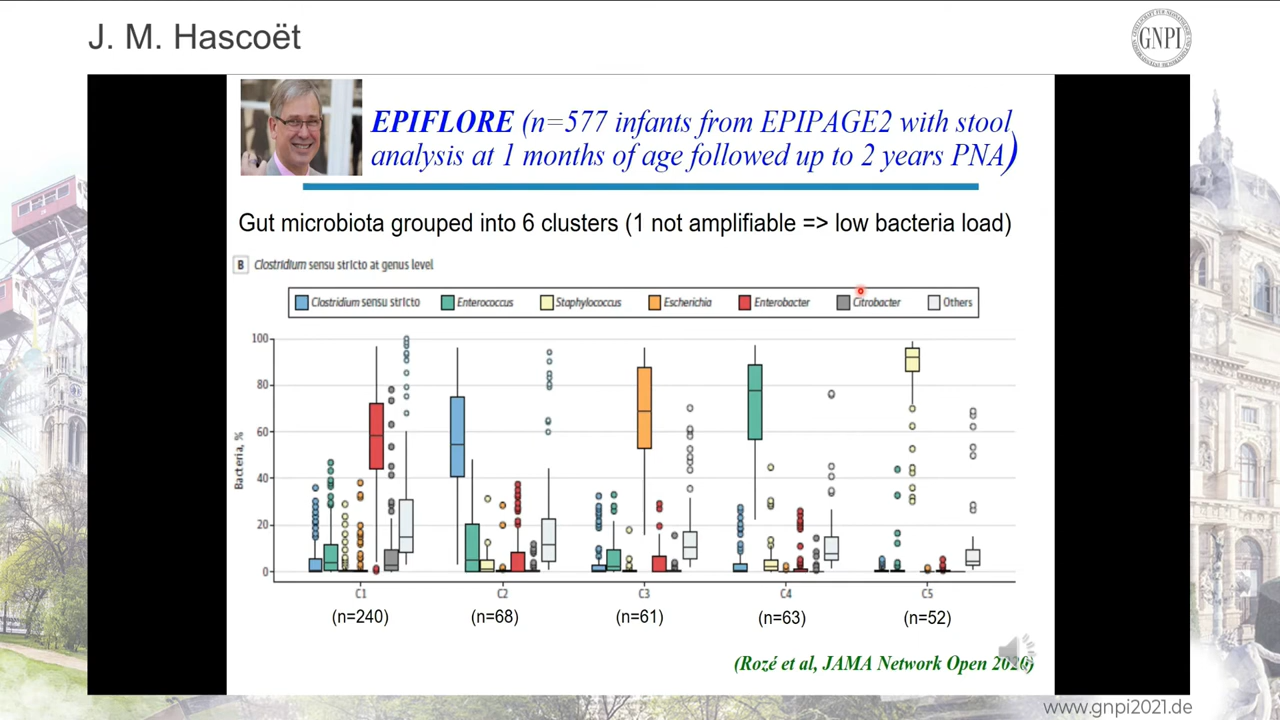 J. M. Hascoët
GNPI
EPIFLORE (n=577 infants from EPIPAGE2 with stool
analysis at 1 months of age followed up to 2 years PNA)
Gut microbiota grouped into 6 clusters (1 not amplifiable => low bacteria load)
B Clostridium sensu stricto at genus level
Clostridium sensu stricto Enterococcus Staphylococcus Escherichia Enterobacter Citrobacter Others
Bacteria, %
100
80
60
40
20
0
C1 C2 C3 C4 C5
(n=240) (n=68) (n=61) (n=63) (n=52)
(Rozé et al, JAMA Network Open 2020)
www.gnpi2021.de